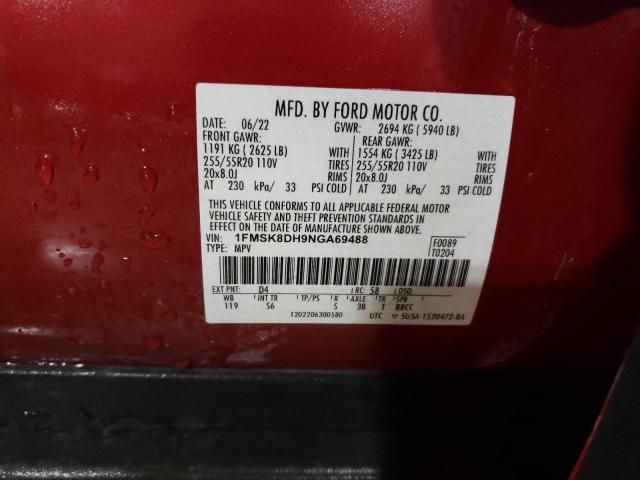 MFD. BY FORD MOTOR CO.
DATE: 06/22 GVWR: 2694 KG (5940 LB)
FRONT GAWR: REAR GAWR:
1191 KG (2625 LB) WITH 1554 KG (3425 LB) WITH
255/55R20 110V TIRES 255/55R20 110V TIRES
20x8.0J RIMS 20x8.0J RIMS
AT 230 kPa/ 33 PSI COLD AT 230 kPa/ 33 PSI COLD
THIS VEHICLE CONFORMS TO ALL APPLICABLE FEDERAL MOTOR
VEHICLE SAFETY AND THEFT PREVENTION STANDARDS IN
EFFECT ON THE DATE OF MANUFACTURE SHOWN ABOVE.
VIN: 1FMSK8DH9NGA69488 F0089
TYPE: MPV T0204
EXT PNT: D4 RC: 58 DSO:
WB INT TR TP/PS R AXLE TR SPR
119 S6 S 3B T BBCC
1202206300580 UTC 5U5A-1520472-BA